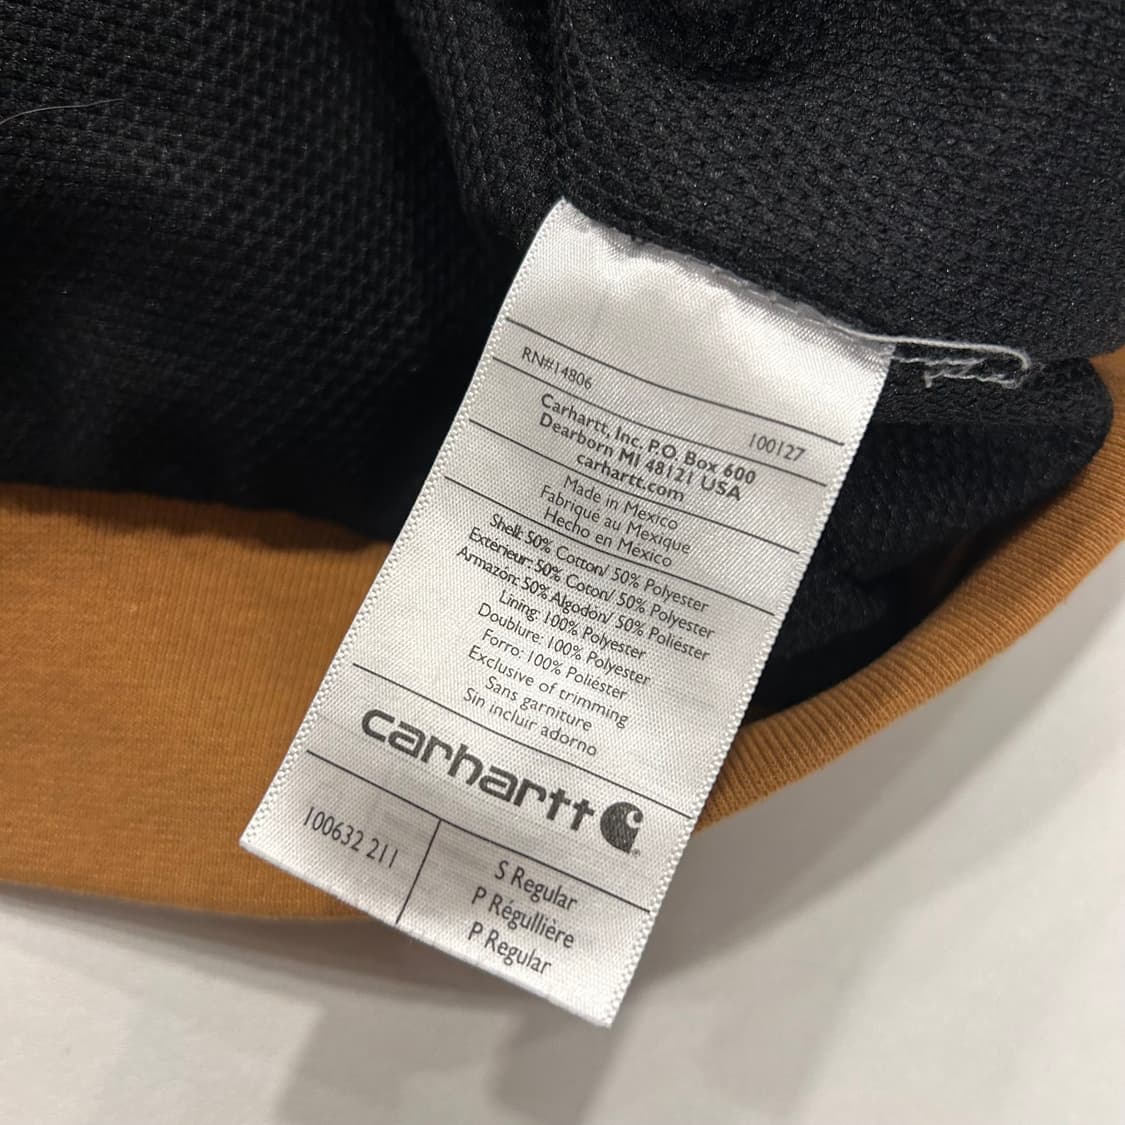 RN#14806
100127
Carhartt, Inc. P.O. Box 600
Dearborn MI 48121 USA
carhartt.com
Made in Mexico
Fabriqué au Mexique
Hecho en México
Shell: 50% Cotton/ 50% Polyester
Extérieur: 50% Coton/ 50% Polyester
Armazón: 50% Algodón/ 50% Poliéster
Lining: 100% Polyester
Doublure: 100% Polyester
Forro: 100% Poliéster
Exclusive of trimming
Sans garniture
Sin incluir adorno
carhartt
100632 211
S Regular
P Régullière
P Regular